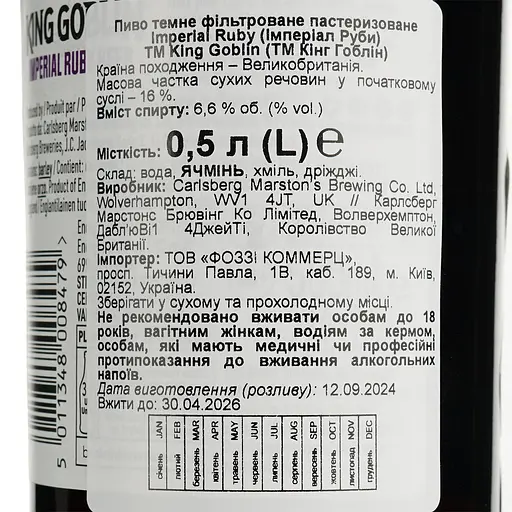 KING GO
IMPERIAL RUB
Пиво темне фільтроване пастеризоване
Imperial Ruby (Імперіал Руби)
TM King Goblin (ТМ Кінг Гоблін)
Країна походження – Великобританія.
Масова частка сухих речовин у початковому
суслі – 16 %.
Вміст спирту: 6,6 % об. (% vol.)
Місткість: 0,5 л (L) ℮
Склад: вода, ЯЧМІНЬ, хміль, дріжджі.
Виробник: Carlsberg Marston's Brewing Co. Ltd,
Wolverhampton, WV1 4JT, UK // Карлсберг
Марстонс Брювінг Ко Лімітед, Волверхемптон,
Дабл'ЮВі1 4ДжейТі, Королівство Великої
Британії.
Імпортер: ТОВ «ФОЗЗІ КОММЕРЦ»,
просп. Тичини Павла, 1В, каб. 189, м. Київ,
02152, Україна.
Зберігати у сухому та прохолодному місці.
Не рекомендовано вживати особам до 18
років, вагітним жінкам, водіям за кермом,
особам, які мають медичні чи професійні
протипоказання до вживання алкогольних
напоїв.
Дата виготовлення (розливу): 12.09.2024
Вжити до: 30.04.2026
JAN FEB MAR APR MAY JUN JUL AUG SEP OCT NOV DEC
січень лютий березень квітень травень червень липень серпень вересень жовтень листопад грудень
5 011348 008479 >